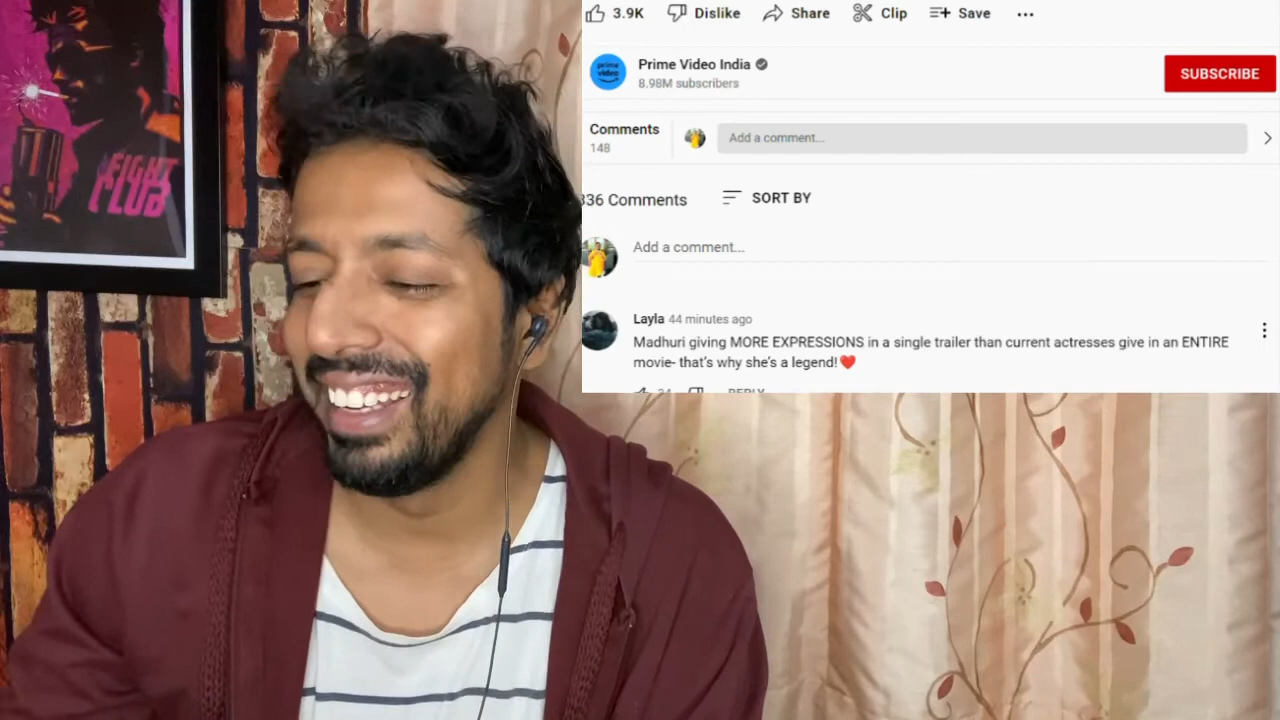 FIGHT
CLUB
3.9K Dislike Share Clip Save
prime
video
Prime Video India
8.98M subscribers
SUBSCRIBE
Comments
148
Add a comment...
336 Comments
SORT BY
Add a comment...
Layla 44 minutes ago
Madhuri giving MORE EXPRESSIONS in a single trailer than current actresses give in an ENTIRE
movie- that's why she's a legend!❤️
REPLY